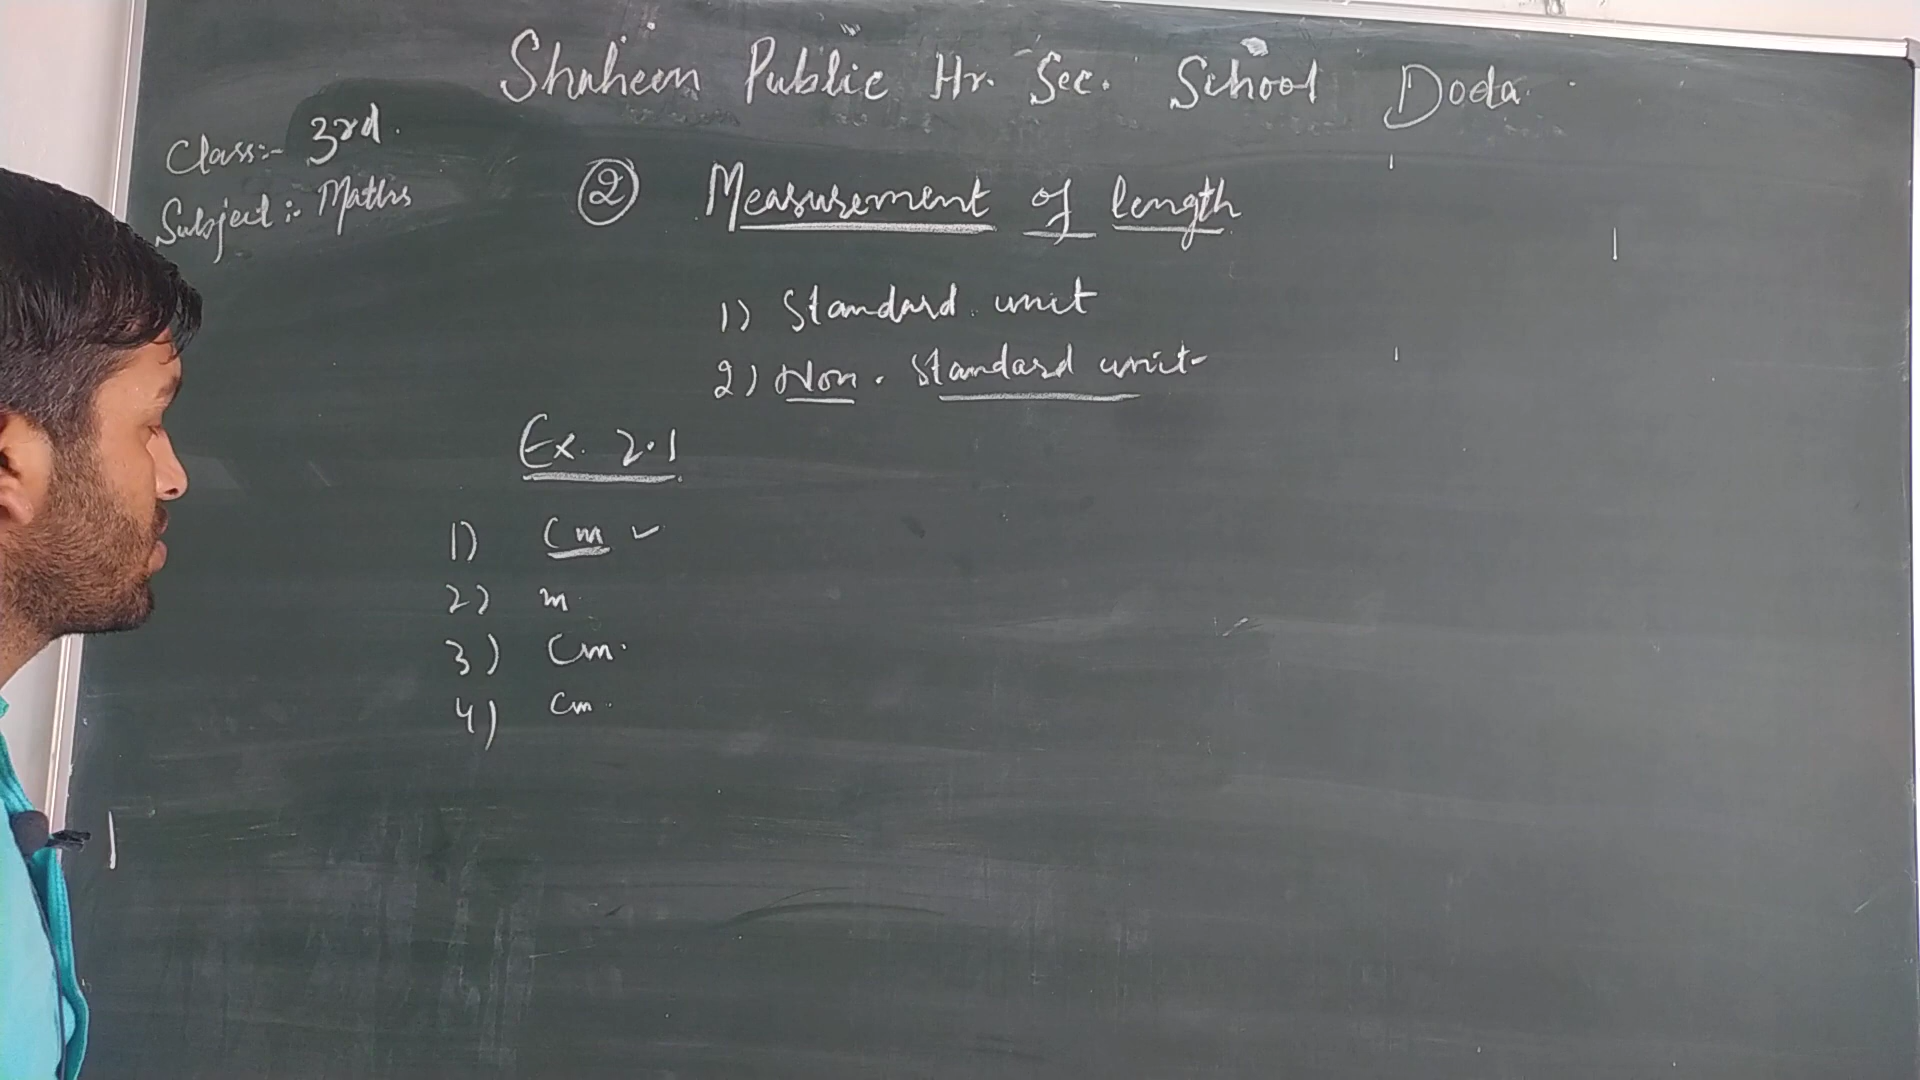 Shaheen Public Hr. Sec. School Doda
Class:- 3rd.
Subject:- Maths
② Measurement of length
1) Standard unit
2) Non. Standard unit-
Ex. 2.1
1) Cm ✓
2) m
3) Cm.
4) Cm.